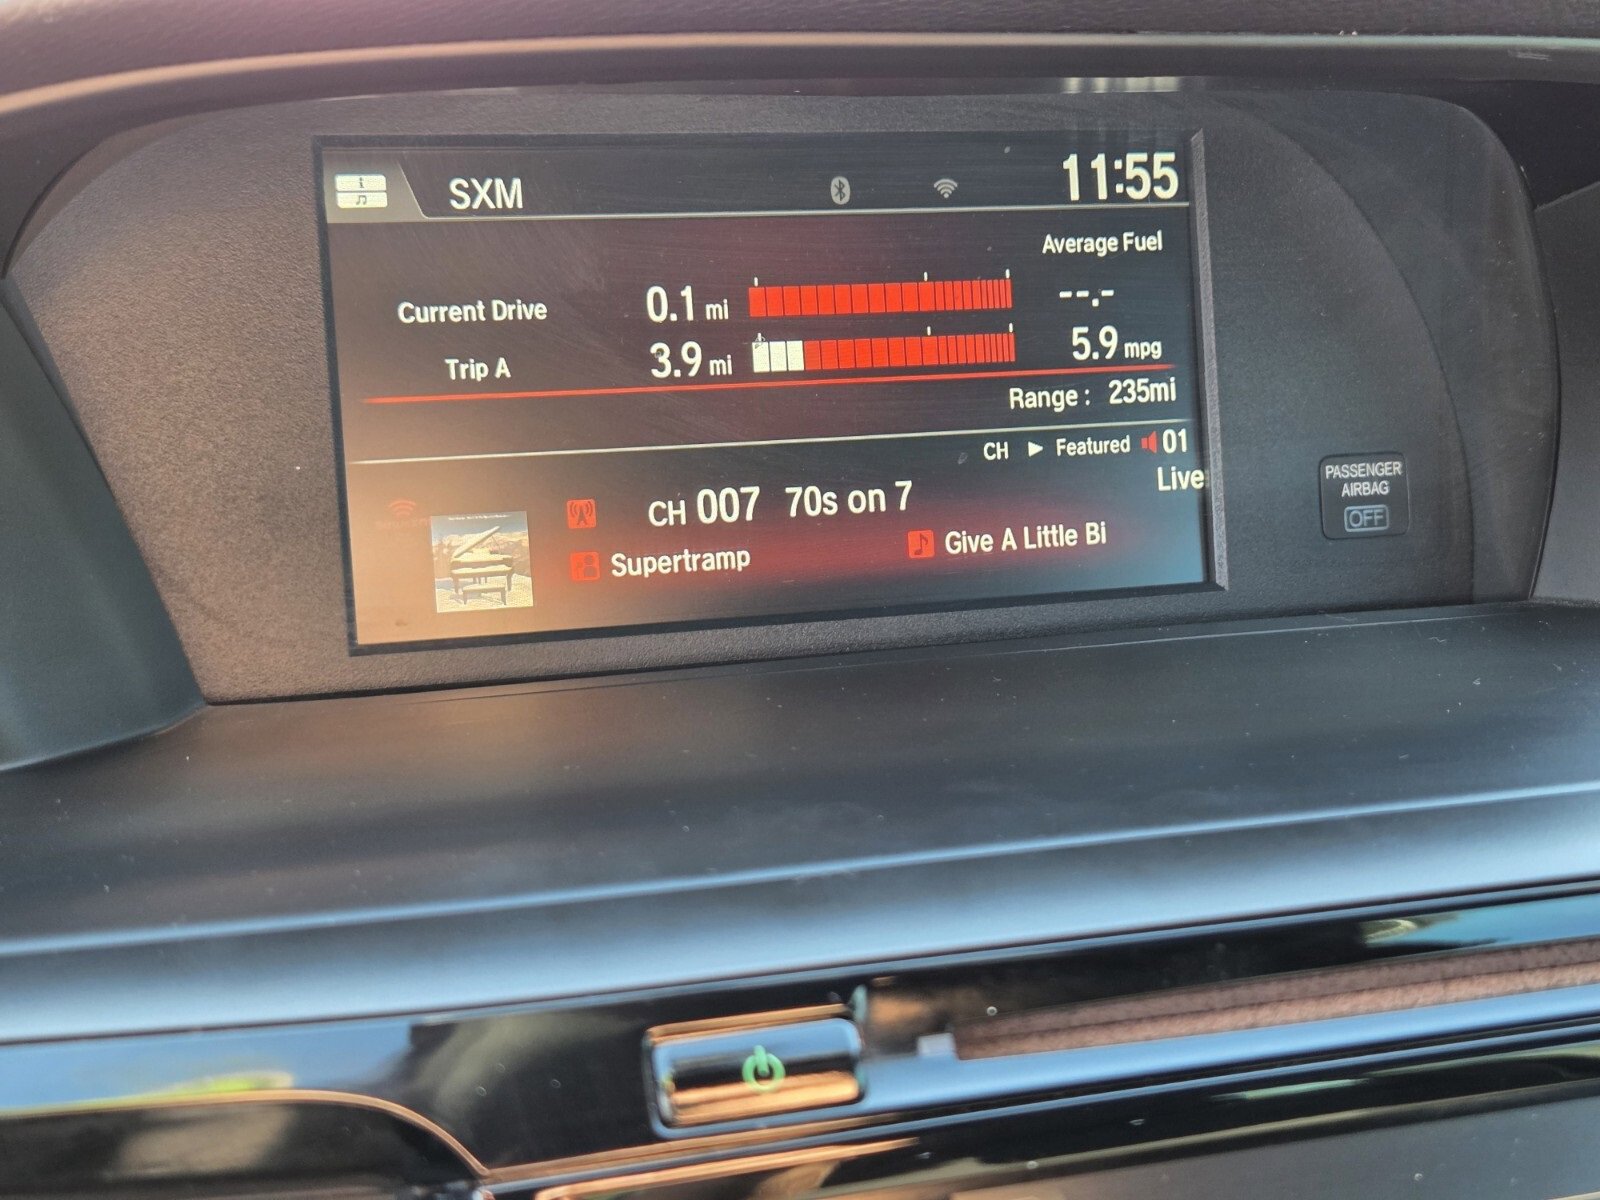 SXM 11:55
Average Fuel
Current Drive 0.1 mi --.-
Trip A 3.9 mi 5.9 mpg
Range : 235mi
CH ▶ Featured 01
Live
CH 007 70s on 7
Supertramp Give A Little Bi
PASSENGER
AIRBAG
OFF